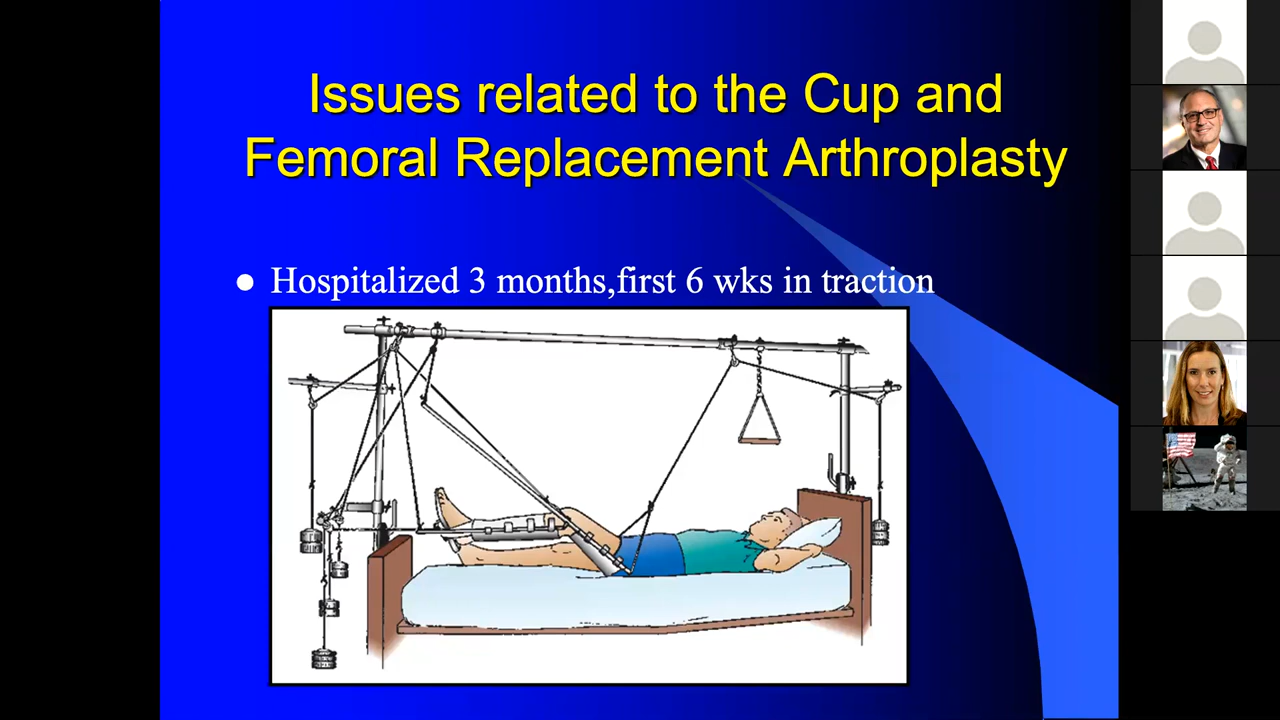 Issues related to the Cup and
Femoral Replacement Arthroplasty
● Hospitalized 3 months,first 6 wks in traction